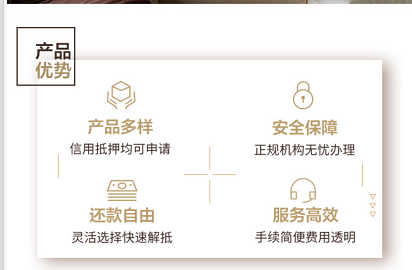 产品
优势
产品多样
信用抵押均可申请
安全保障
正规机构无忧办理
还款自由
灵活选择快速解抵
服务高效
手续简便费用透明